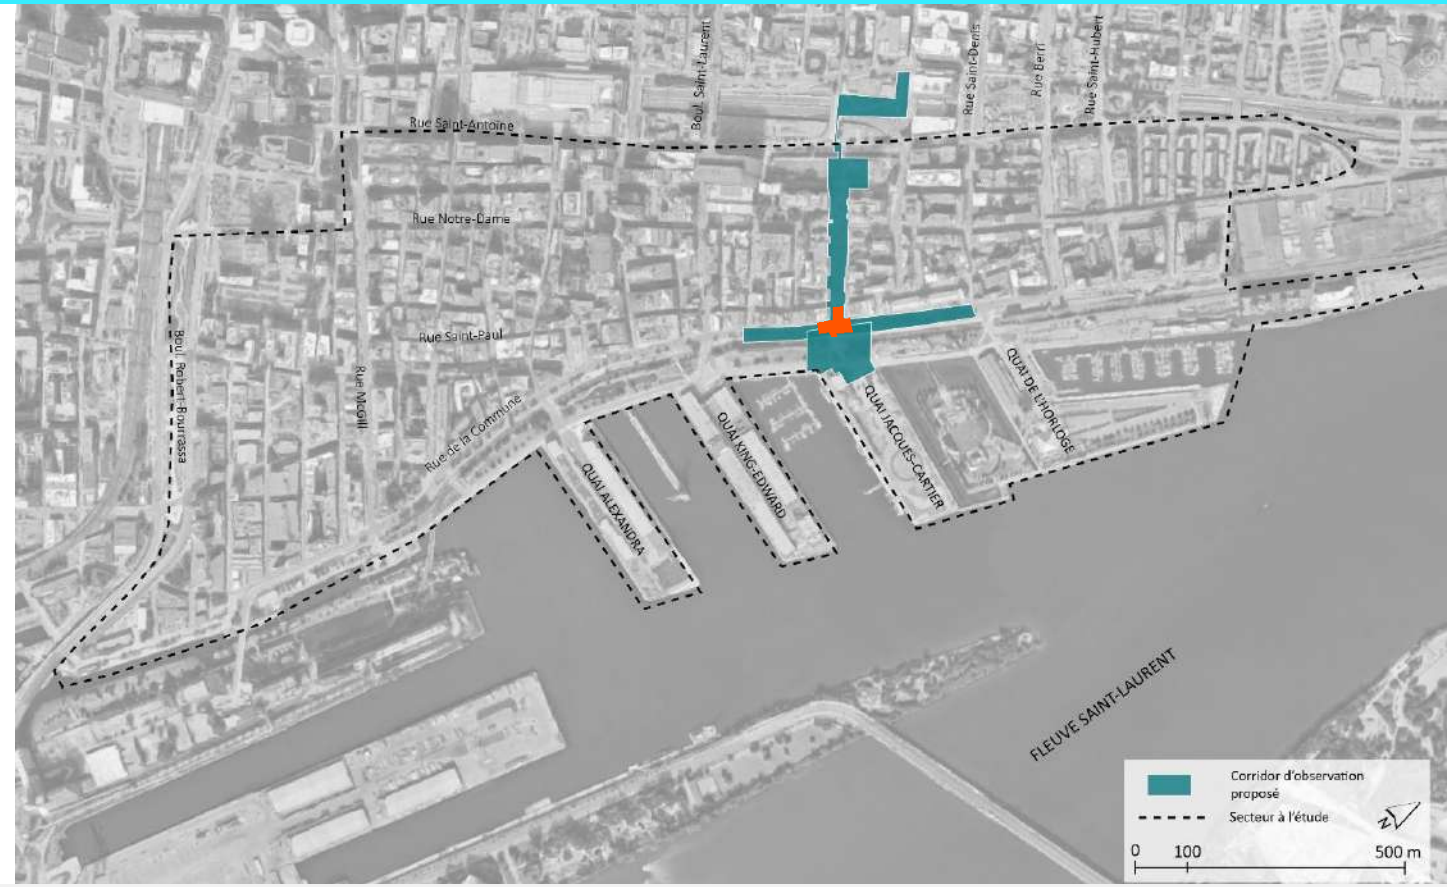 Boul. Saint-Laurent
Rue Saint-Denis
Rue Berri
Rue Saint-Hubert
Rue Saint-Antoine
Rue Notre-Dame
Rue Saint-Paul
Boul. Robert-Bourrassa
Rue McGill
Rue de la Commune
QUAI ALEXANDRA
QUAI KING-EDWARD
QUAI JACQUES-CARTIER
QUAI DE L'HORLOGE
FLEUVE SAINT-LAURENT
Corridor d'observation
proposé
Secteur à l'étude
N
0 100 500 m